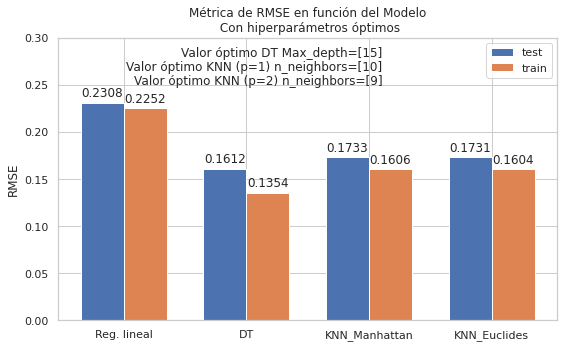 Métrica de RMSE en función del Modelo
Con hiperparámetros óptimos
Valor óptimo DT Max_depth=[15]
Valor óptimo KNN (p=1) n_neighbors=[10]
Valor óptimo KNN (p=2) n_neighbors=[9]
test
train
RMSE
0.30
0.25
0.20
0.15
0.10
0.05
0.00
0.2308
0.2252
0.1612
0.1354
0.1733
0.1606
0.1731
0.1604
Reg. lineal
DT
KNN_Manhattan
KNN_Euclides